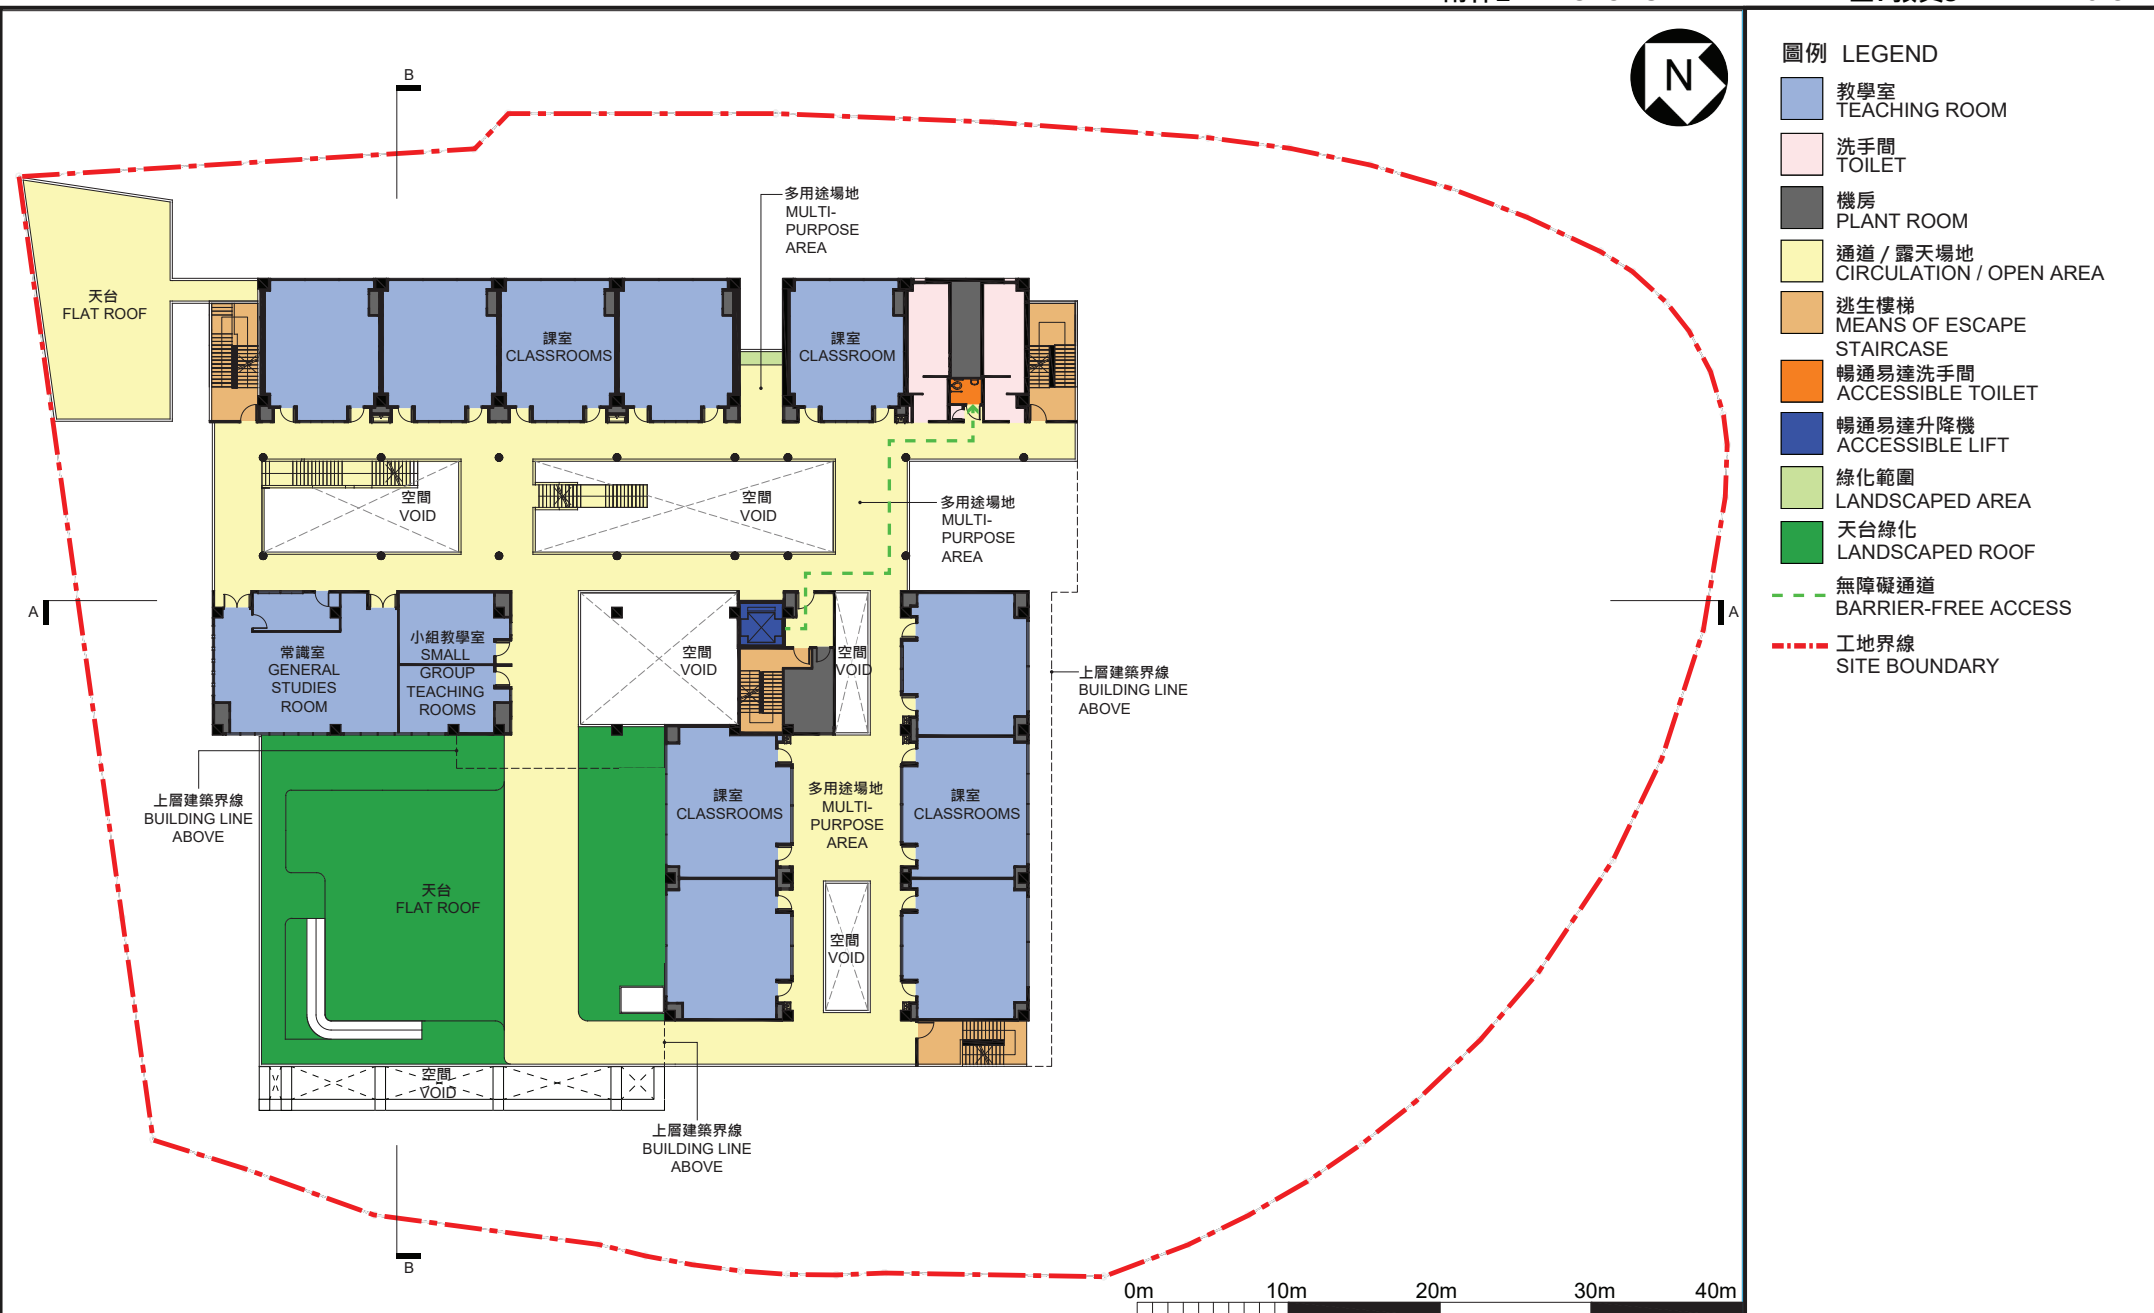 圖例 LEGEND
教學室
TEACHING ROOM
洗手間
TOILET
機房
PLANT ROOM
通道 / 露天場地
CIRCULATION / OPEN AREA
逃生樓梯
MEANS OF ESCAPE
STAIRCASE
暢通易達洗手間
ACCESSIBLE TOILET
暢通易達升降機
ACCESSIBLE LIFT
綠化範圍
LANDSCAPED AREA
天台綠化
LANDSCAPED ROOF
無障礙通道
BARRIER-FREE ACCESS
工地界線
SITE BOUNDARY
N
B
多用途場地
MULTI-
PURPOSE
AREA
天台
FLAT ROOF
課室
CLASSROOMS
課室
CLASSROOM
空間
VOID
空間
VOID
多用途場地
MULTI-
PURPOSE
AREA
A
A
常識室
GENERAL
STUDIES
ROOM
小組教學室
SMALL
GROUP
TEACHING
ROOMS
空間
VOID
空間
VOID
上層建築界線
BUILDING LINE
ABOVE
上層建築界線
BUILDING LINE
ABOVE
課室
CLASSROOMS
多用途場地
MULTI-
PURPOSE
AREA
課室
CLASSROOMS
天台
FLAT ROOF
空間
VOID
空間
VOID
上層建築界線
BUILDING LINE
ABOVE
B
0m 10m 20m 30m 40m